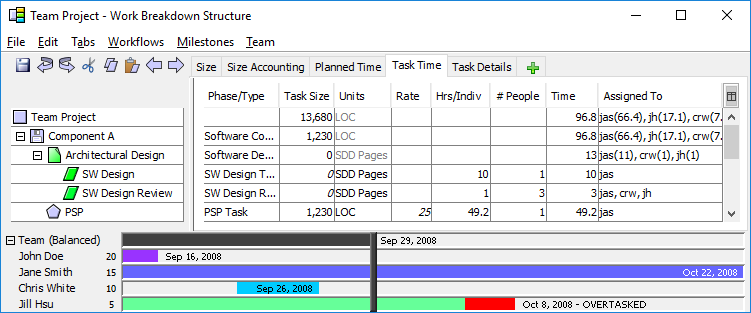 Team Project - Work Breakdown Structure
File Edit Tabs Workflows Milestones Team
Size Size Accounting Planned Time Task Time Task Details
Phase/Type Task Size Units Rate Hrs/Indiv # People Time Assigned To
Team Project 13,680 LOC 96.8 jas(66.4), jh(17.1), crw(7.
Component A Software Co... 1,230 LOC 96.8 jas(66.4), jh(17.1), crw(7.
Architectural Design Software De... 0 SDD Pages 13 jas(11), crw(1), jh(1)
SW Design SW Design T... 0 SDD Pages 10 1 10 jas
SW Design Review SW Design R... 0 SDD Pages 1 3 3 jas, crw, jh
PSP PSP Task 1,230 LOC 25 49.2 1 49.2 jas
Team (Balanced) Sep 29, 2008
John Doe 20 Sep 16, 2008
Jane Smith 15 Oct 22, 2008
Chris White 10 Sep 26, 2008
Jill Hsu 5 Oct 8, 2008 - OVERTASKED